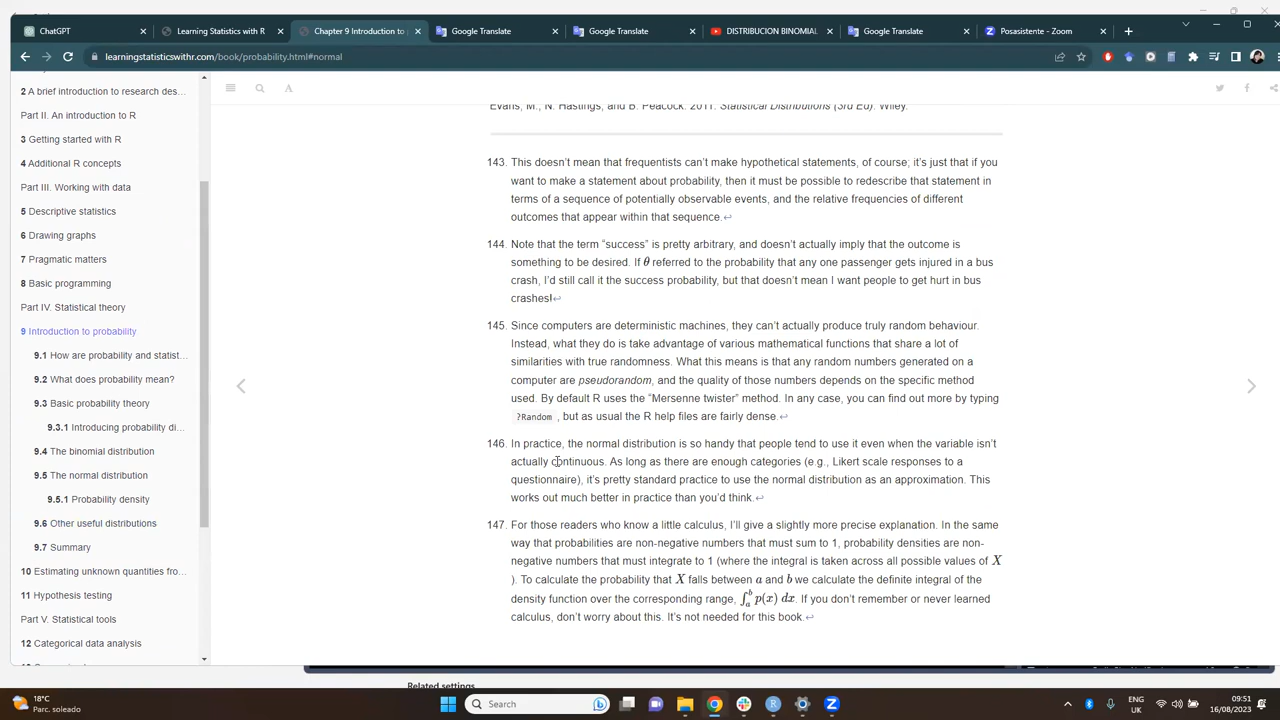 ChatGPT
Learning Statistics with R
Chapter 9 Introduction to p
Google Translate
Google Translate
DISTRIBUCION BINOMIAL
Google Translate
Posasistente - Zoom
learningstatisticswithr.com/book/probability.html#normal
2 A brief introduction to research des…
Part II. An introduction to R
3 Getting started with R
4 Additional R concepts
Part III. Working with data
5 Descriptive statistics
6 Drawing graphs
7 Pragmatic matters
8 Basic programming
Part IV. Statistical theory
9 Introduction to probability
9.1 How are probability and statist…
9.2 What does probability mean?
9.3 Basic probability theory
9.3.1 Introducing probability di…
9.4 The binomial distribution
9.5 The normal distribution
9.5.1 Probability density
9.6 Other useful distributions
9.7 Summary
10 Estimating unknown quantities fro…
11 Hypothesis testing
Part V. Statistical tools
12 Categorical data analysis
Evans, M., N. Hastings, and B. Peacock. 2011. Statistical Distributions (3rd Ed). Wiley.
143. This doesn't mean that frequentists can't make hypothetical statements, of course; it's just that if you
want to make a statement about probability, then it must be possible to redescribe that statement in
terms of a sequence of potentially observable events, and the relative frequencies of different
outcomes that appear within that sequence.↩
144. Note that the term “success” is pretty arbitrary, and doesn't actually imply that the outcome is
something to be desired. If θ referred to the probability that any one passenger gets injured in a bus
crash, I'd still call it the success probability, but that doesn't mean I want people to get hurt in bus
crashes!↩
145. Since computers are deterministic machines, they can't actually produce truly random behaviour.
Instead, what they do is take advantage of various mathematical functions that share a lot of
similarities with true randomness. What this means is that any random numbers generated on a
computer are pseudorandom, and the quality of those numbers depends on the specific method
used. By default R uses the “Mersenne twister” method. In any case, you can find out more by typing
?Random , but as usual the R help files are fairly dense.↩
146. In practice, the normal distribution is so handy that people tend to use it even when the variable isn't
actually continuous. As long as there are enough categories (e.g., Likert scale responses to a
questionnaire), it's pretty standard practice to use the normal distribution as an approximation. This
works out much better in practice than you'd think.↩
147. For those readers who know a little calculus, I'll give a slightly more precise explanation. In the same
way that probabilities are non-negative numbers that must sum to 1, probability densities are non-
negative numbers that must integrate to 1 (where the integral is taken across all possible values of X
). To calculate the probability that X falls between a and b we calculate the definite integral of the
density function over the corresponding range, ∫ₐᵇ p(x) dx. If you don't remember or never learned
calculus, don't worry about this. It's not needed for this book.↩
Related settings
18°C
Parc. soleado
Search
ENG
UK
09:51
16/08/2023